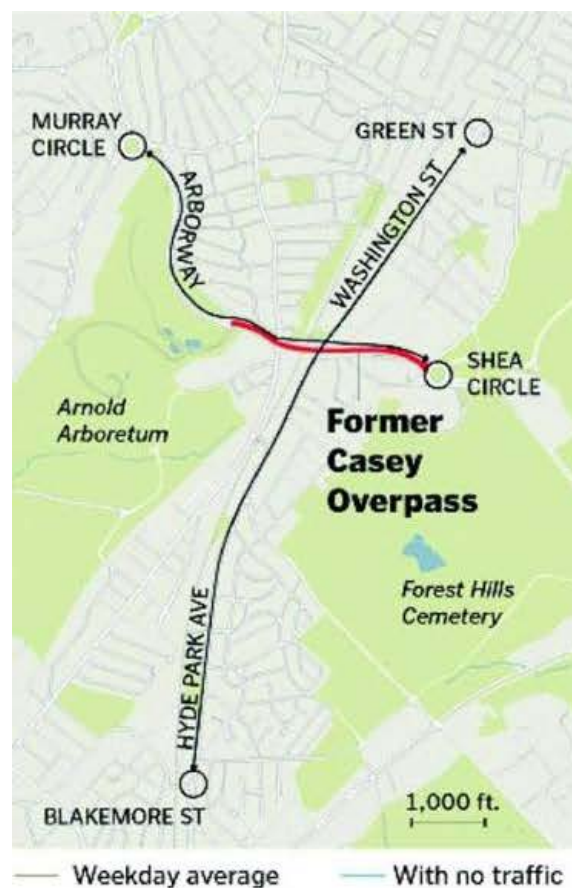 MURRAY
CIRCLE
GREEN ST
ARBORWAY
WASHINGTON ST
SHEA
CIRCLE
Arnold
Arboretum
Former
Casey
Overpass
Forest Hills
Cemetery
HYDE PARK AVE
BLAKEMORE ST
1,000 ft.
Weekday average
With no traffic